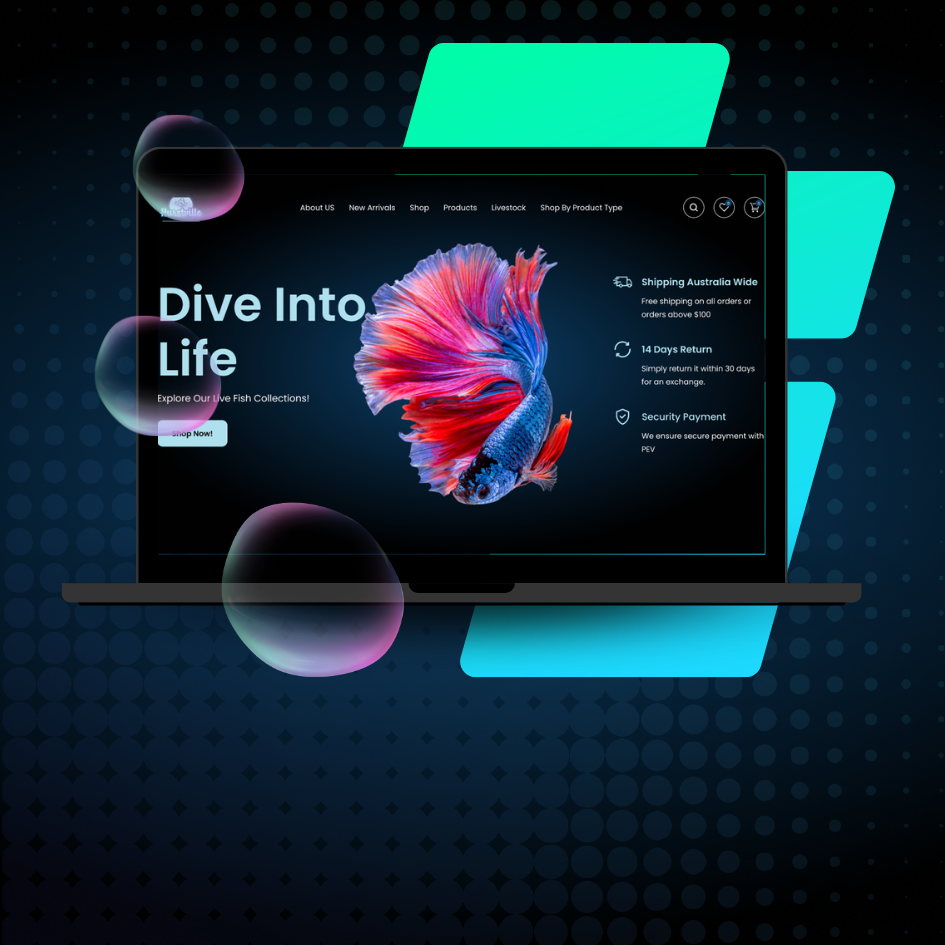 About US
New Arrivals
Shop
Products
Livestock
Shop By Product Type
Dive Into
Life
Explore Our Live Fish Collections!
Shop Now!
Shipping Australia Wide
Free shipping on all orders or
orders above $100
14 Days Return
Simply return it within 30 days
for an exchange.
Security Payment
We ensure secure payment with
PEV